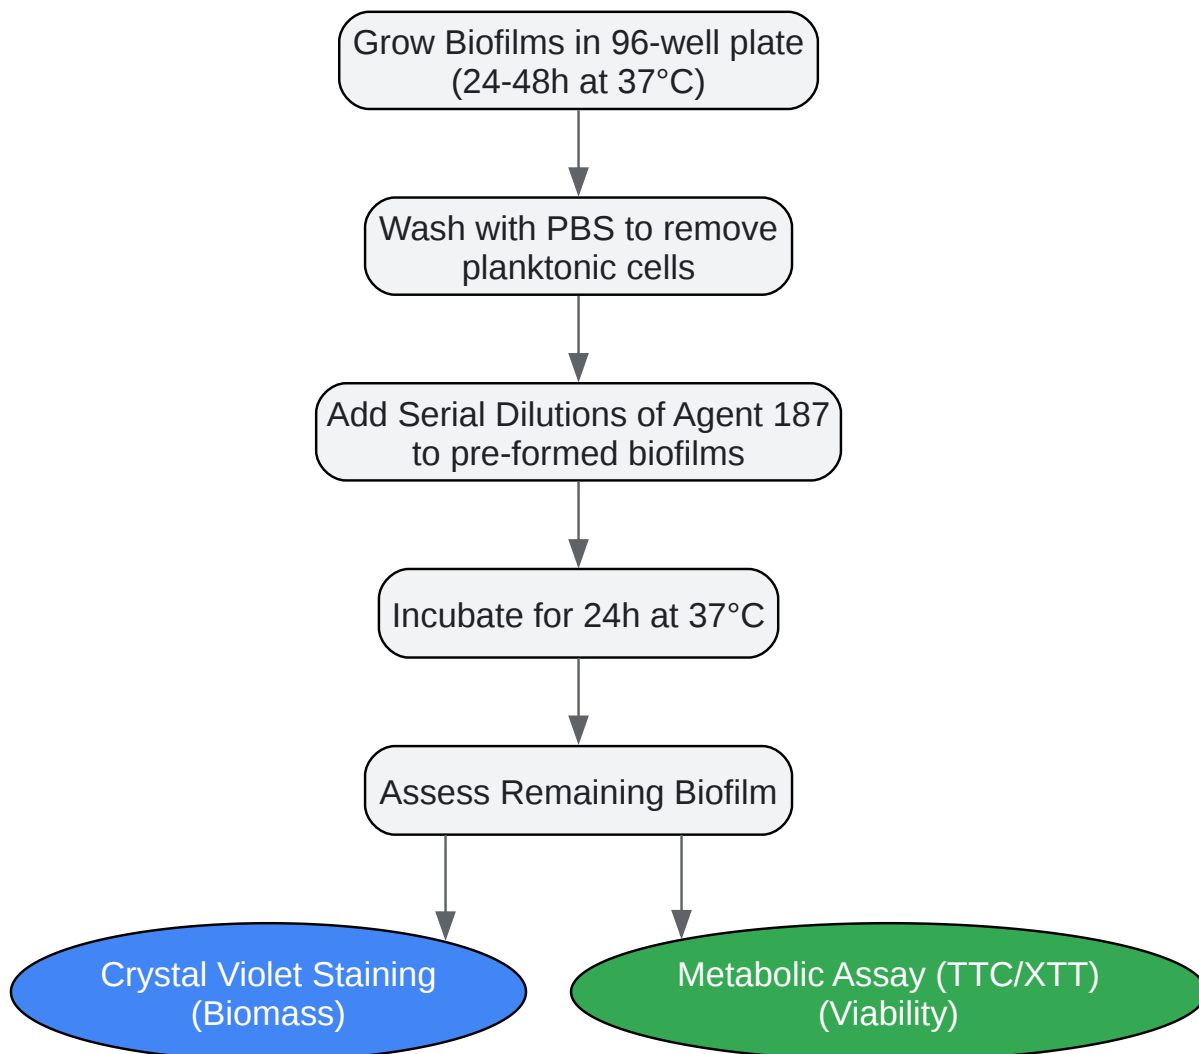 Grow Biofilms in 96-well plate
(24-48h at 37°C)
Wash with PBS to remove
planktonic cells
Add Serial Dilutions of Agent 187
to pre-formed biofilms
Incubate for 24h at 37°C
Assess Remaining Biofilm
Crystal Violet Staining
(Biomass)
Metabolic Assay (TTC/XTT)
(Viability)